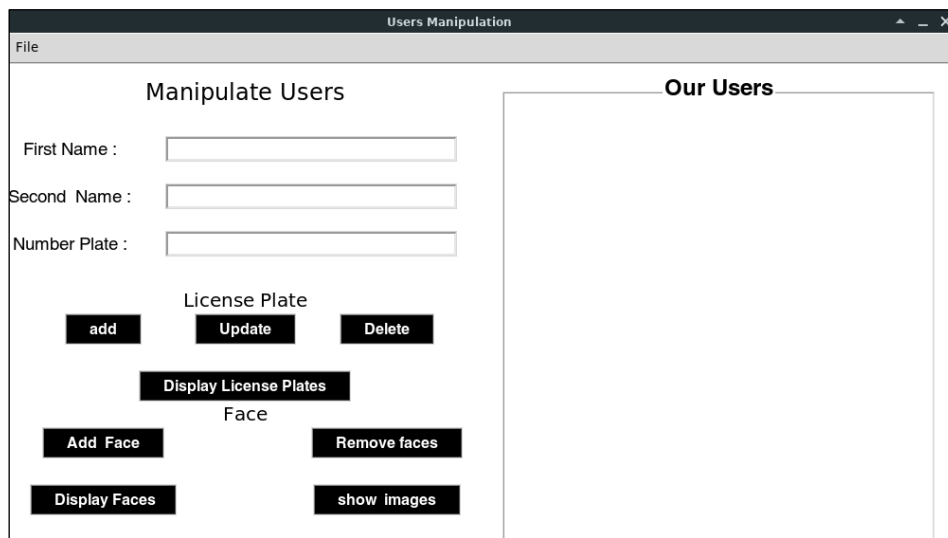 Users Manipulation
File
Manipulate Users
Our Users
First Name :
Second  Name :
Number Plate :
License Plate
add
Update
Delete
Display License Plates
Face
Add  Face
Remove faces
Display Faces
show  images